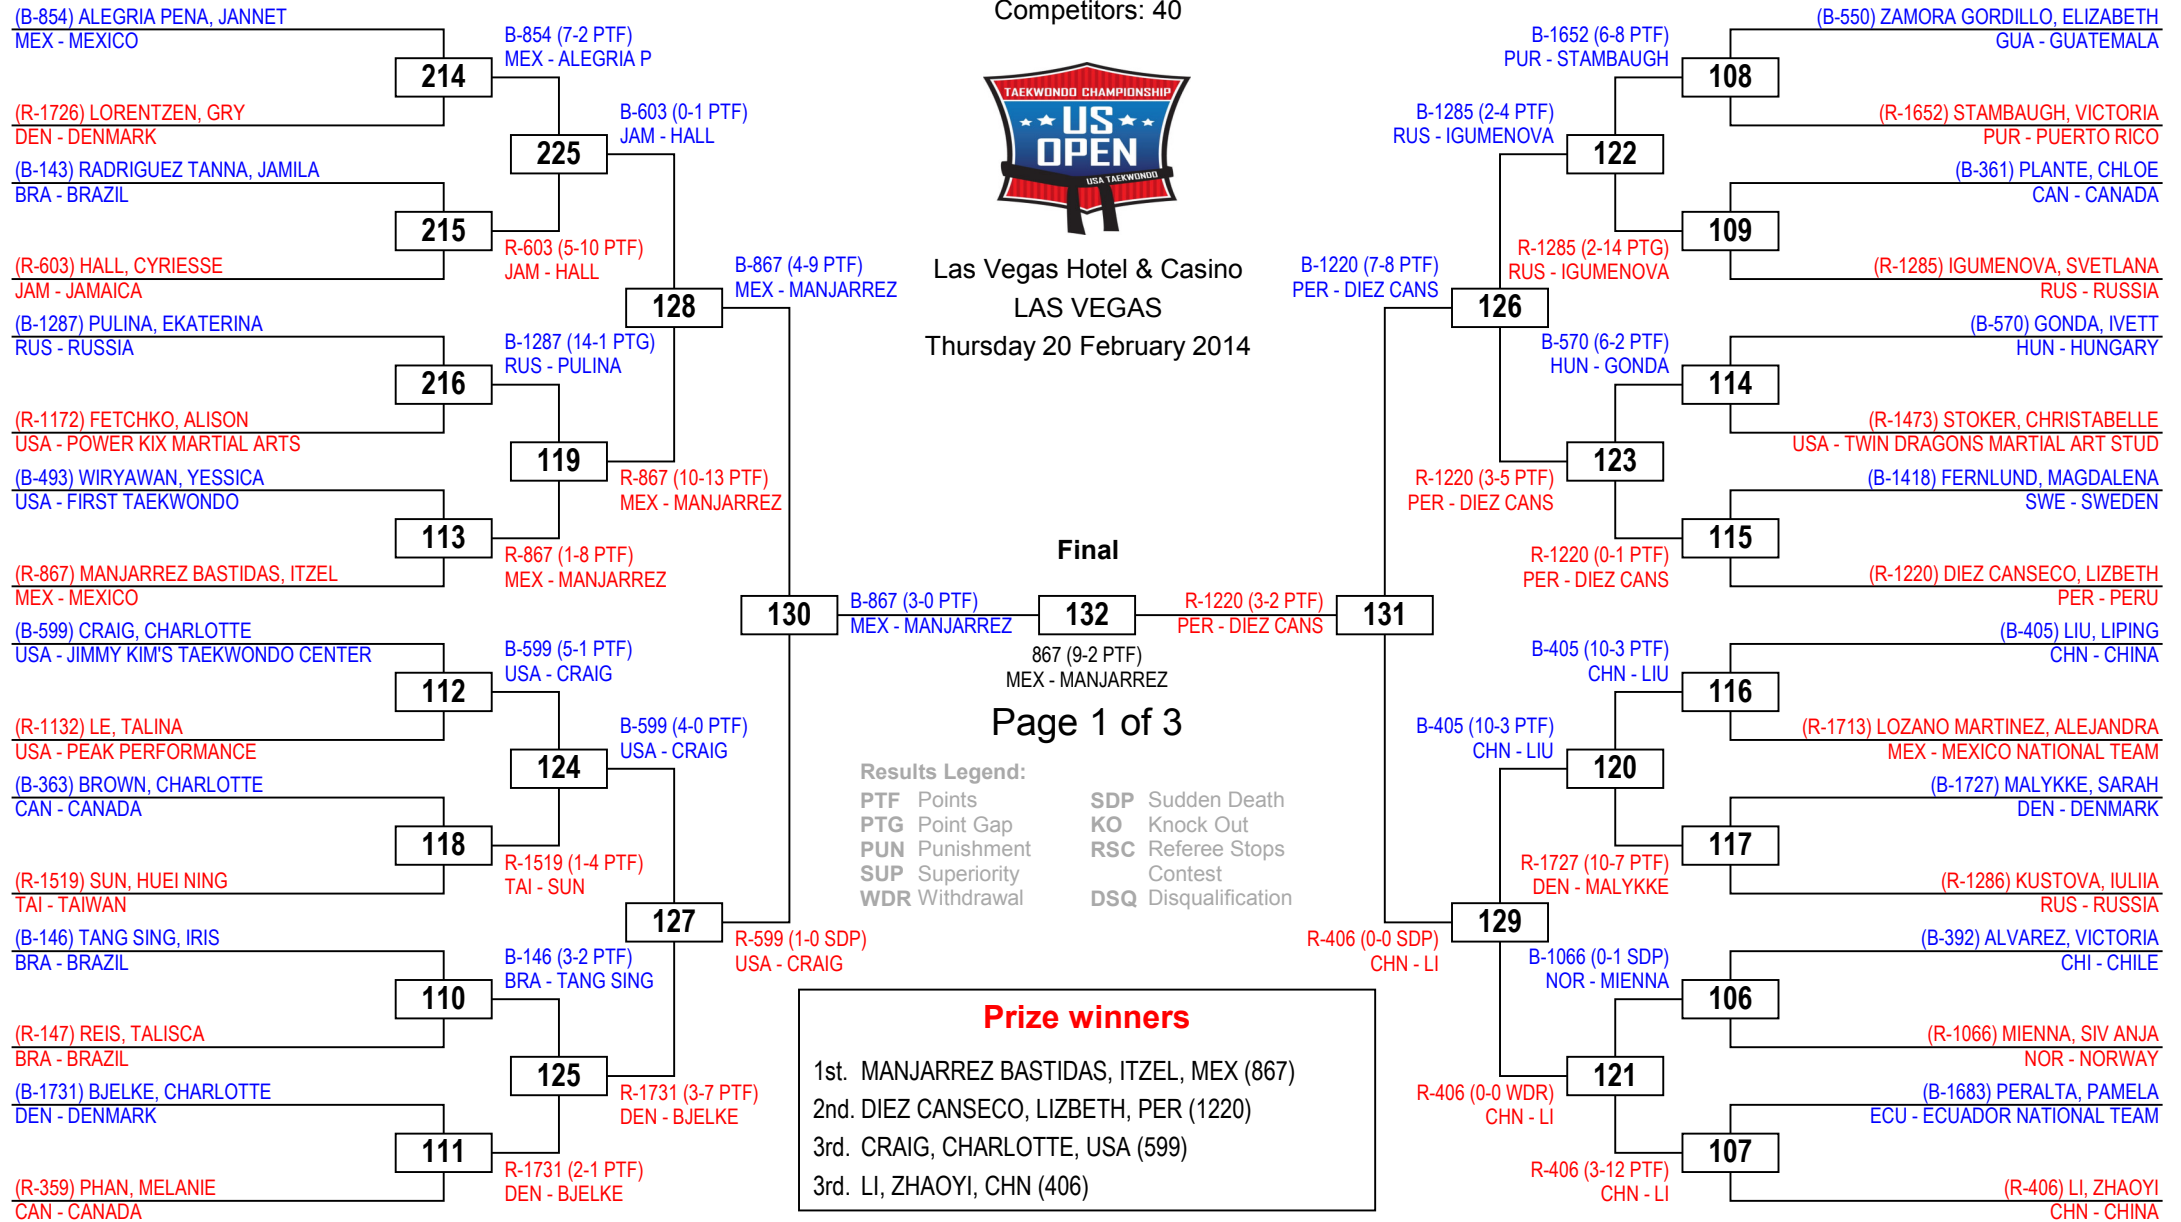 (B-854) ALEGRIA PENA, JANNET
MEX - MEXICO
(R-1726) LORENTZEN, GRY
DEN - DENMARK
(B-143) RADRIGUEZ TANNA, JAMILA
BRA - BRAZIL
(R-603) HALL, CYRIESSE
JAM - JAMAICA
(B-1287) PULINA, EKATERINA
RUS - RUSSIA
(R-1172) FETCHKO, ALISON
USA - POWER KIX MARTIAL ARTS
(B-493) WIRYAWAN, YESSICA
USA - FIRST TAEKWONDO
(R-867) MANJARREZ BASTIDAS, ITZEL
MEX - MEXICO
(B-599) CRAIG, CHARLOTTE
USA - JIMMY KIM'S TAEKWONDO CENTER
(R-1132) LE, TALINA
USA - PEAK PERFORMANCE
(B-363) BROWN, CHARLOTTE
CAN - CANADA
(R-1519) SUN, HUEI NING
TAI - TAIWAN
(B-146) TANG SING, IRIS
BRA - BRAZIL
(R-147) REIS, TALISCA
BRA - BRAZIL
(B-1731) BJELKE, CHARLOTTE
DEN - DENMARK
(R-359) PHAN, MELANIE
CAN - CANADA
214
215
216
113
112
118
110
111
B-854 (7-2 PTF)
MEX - ALEGRIA P
R-603 (5-10 PTF)
JAM - HALL
B-1287 (14-1 PTG)
RUS - PULINA
R-867 (1-8 PTF)
MEX - MANJARREZ
B-599 (5-1 PTF)
USA - CRAIG
R-1519 (1-4 PTF)
TAI - SUN
B-146 (3-2 PTF)
BRA - TANG SING
R-1731 (2-1 PTF)
DEN - BJELKE
225
119
124
125
B-603 (0-1 PTF)
JAM - HALL
R-867 (10-13 PTF)
MEX - MANJARREZ
B-599 (4-0 PTF)
USA - CRAIG
R-1731 (3-7 PTF)
DEN - BJELKE
128
127
B-867 (4-9 PTF)
MEX - MANJARREZ
R-599 (1-0 SDP)
USA - CRAIG
130
B-867 (3-0 PTF)
MEX - MANJARREZ
Competitors: 40
TAEKWONDO CHAMPIONSHIP
US
OPEN
USA TAEKWONDO
Las Vegas Hotel & Casino
LAS VEGAS
Thursday 20 February 2014
Final
132
867 (9-2 PTF)
MEX - MANJARREZ
Page 1 of 3
Results Legend:
PTF Points
PTG Point Gap
PUN Punishment
SUP Superiority
WDR Withdrawal
SDP Sudden Death
KO Knock Out
RSC Referee Stops
Contest
DSQ Disqualification
Prize winners
1st. MANJARREZ BASTIDAS, ITZEL, MEX (867)
2nd. DIEZ CANSECO, LIZBETH, PER (1220)
3rd. CRAIG, CHARLOTTE, USA (599)
3rd. LI, ZHAOYI, CHN (406)
R-1220 (3-2 PTF)
PER - DIEZ CANS
131
B-1220 (7-8 PTF)
PER - DIEZ CANS
R-406 (0-0 SDP)
CHN - LI
126
129
B-1285 (2-4 PTF)
RUS - IGUMENOVA
R-1220 (3-5 PTF)
PER - DIEZ CANS
B-405 (10-3 PTF)
CHN - LIU
R-406 (0-0 WDR)
CHN - LI
122
123
120
121
B-1652 (6-8 PTF)
PUR - STAMBAUGH
R-1285 (2-14 PTG)
RUS - IGUMENOVA
B-570 (6-2 PTF)
HUN - GONDA
R-1220 (0-1 PTF)
PER - DIEZ CANS
B-405 (10-3 PTF)
CHN - LIU
R-1727 (10-7 PTF)
DEN - MALYKKE
B-1066 (0-1 SDP)
NOR - MIENNA
R-406 (3-12 PTF)
CHN - LI
108
109
114
115
116
117
106
107
(B-550) ZAMORA GORDILLO, ELIZABETH
GUA - GUATEMALA
(R-1652) STAMBAUGH, VICTORIA
PUR - PUERTO RICO
(B-361) PLANTE, CHLOE
CAN - CANADA
(R-1285) IGUMENOVA, SVETLANA
RUS - RUSSIA
(B-570) GONDA, IVETT
HUN - HUNGARY
(R-1473) STOKER, CHRISTABELLE
USA - TWIN DRAGONS MARTIAL ART STUD
(B-1418) FERNLUND, MAGDALENA
SWE - SWEDEN
(R-1220) DIEZ CANSECO, LIZBETH
PER - PERU
(B-405) LIU, LIPING
CHN - CHINA
(R-1713) LOZANO MARTINEZ, ALEJANDRA
MEX - MEXICO NATIONAL TEAM
(B-1727) MALYKKE, SARAH
DEN - DENMARK
(R-1286) KUSTOVA, IULIIA
RUS - RUSSIA
(B-392) ALVAREZ, VICTORIA
CHI - CHILE
(R-1066) MIENNA, SIV ANJA
NOR - NORWAY
(B-1683) PERALTA, PAMELA
ECU - ECUADOR NATIONAL TEAM
(R-406) LI, ZHAOYI
CHN - CHINA